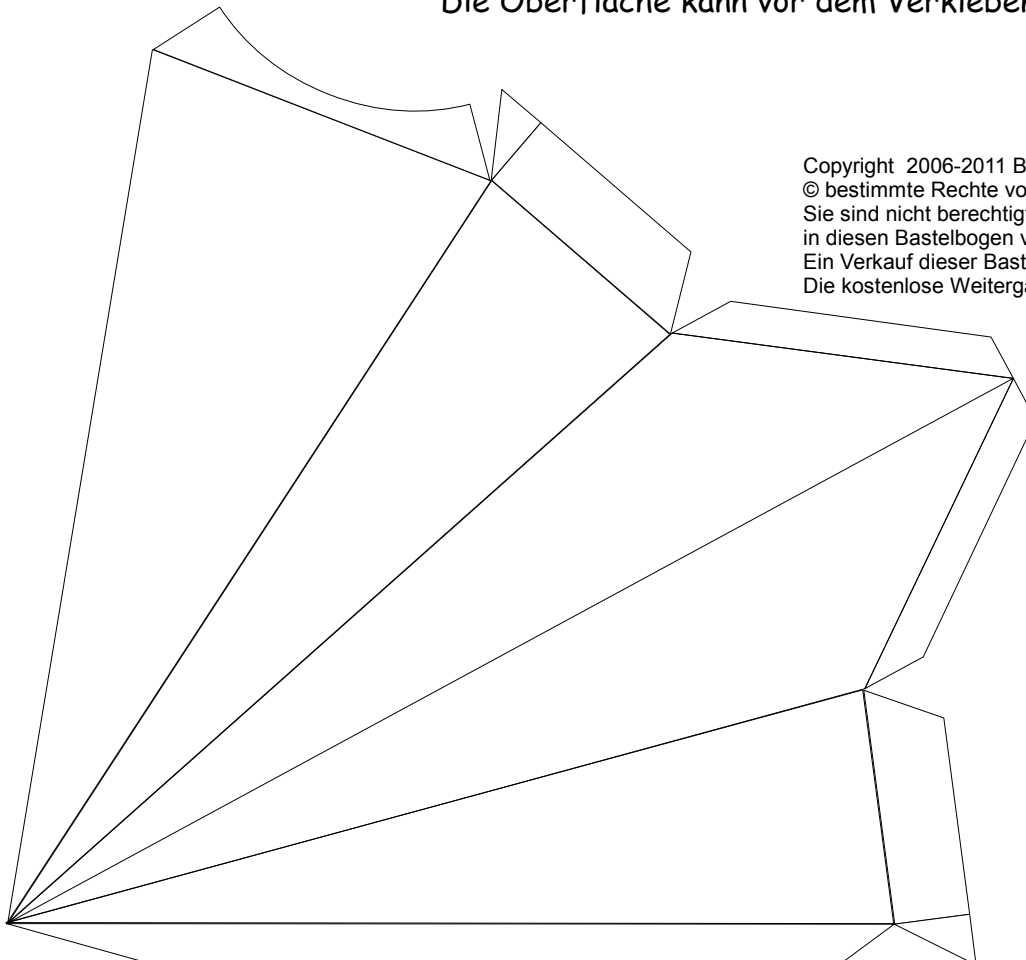 Die Oberfläche kann vor dem Verkleben
Copyright 2006-2011 B
© bestimmte Rechte vo
Sie sind nicht berechtigt
in diesen Bastelbogen v
Ein Verkauf dieser Bast
Die kostenlose Weiterga